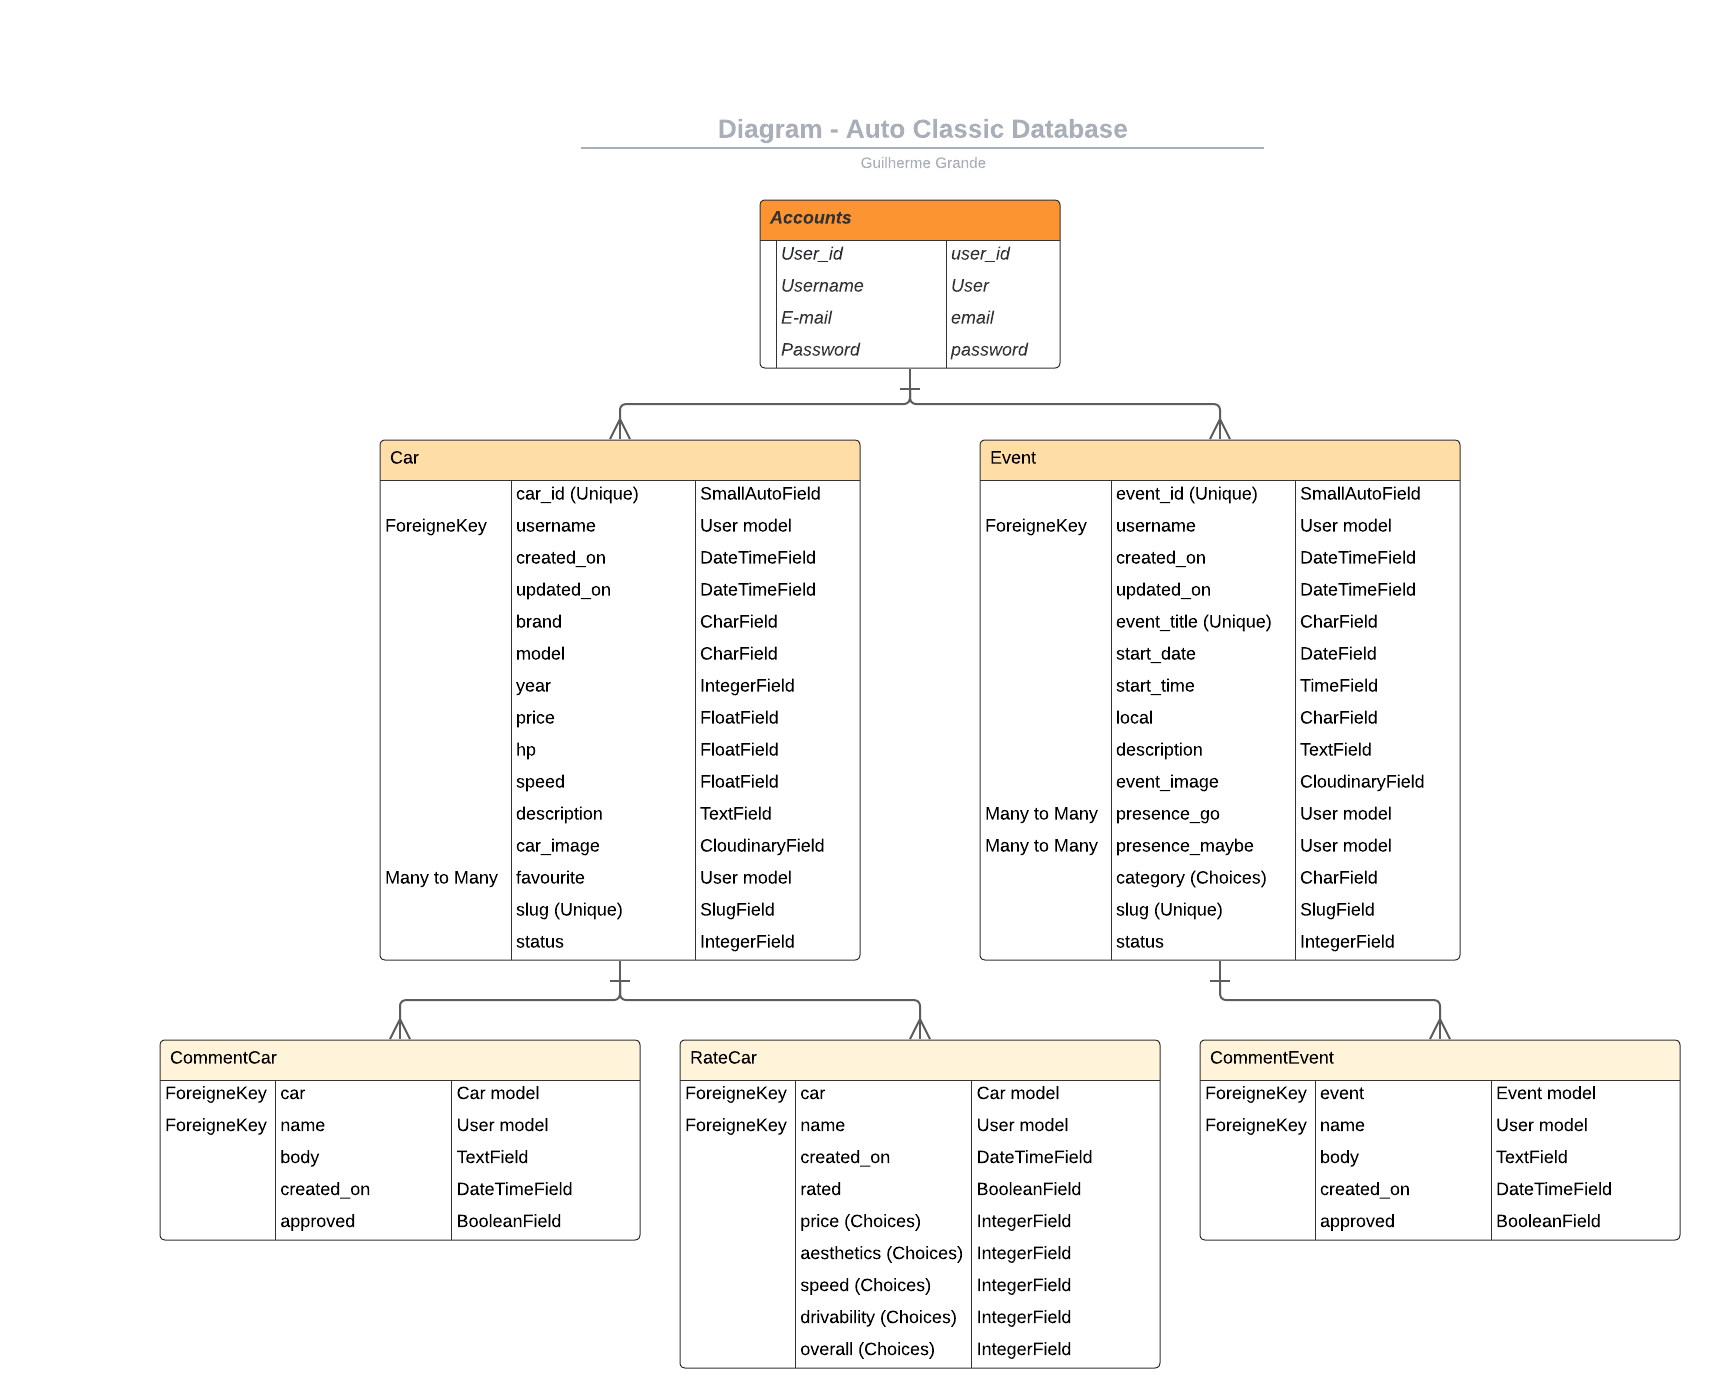 Diagram - Auto Classic Database
Guilherme Grande
Accounts
User_id user_id
Username User
E-mail email
Password password
Car
car_id (Unique) SmallAutoField
ForeigneKey username User model
created_on DateTimeField
updated_on DateTimeField
brand CharField
model CharField
year IntegerField
price FloatField
hp FloatField
speed FloatField
description TextField
car_image CloudinaryField
Many to Many favourite User model
slug (Unique) SlugField
status IntegerField
Event
event_id (Unique) SmallAutoField
ForeigneKey username User model
created_on DateTimeField
updated_on DateTimeField
event_title (Unique) CharField
start_date DateField
start_time TimeField
local CharField
description TextField
event_image CloudinaryField
Many to Many presence_go User model
Many to Many presence_maybe User model
category (Choices) CharField
slug (Unique) SlugField
status IntegerField
CommentCar
ForeigneKey car Car model
ForeigneKey name User model
body TextField
created_on DateTimeField
approved BooleanField
RateCar
ForeigneKey car Car model
ForeigneKey name User model
created_on DateTimeField
rated BooleanField
price (Choices) IntegerField
aesthetics (Choices) IntegerField
speed (Choices) IntegerField
drivability (Choices) IntegerField
overall (Choices) IntegerField
CommentEvent
ForeigneKey event Event model
ForeigneKey name User model
body TextField
created_on DateTimeField
approved BooleanField